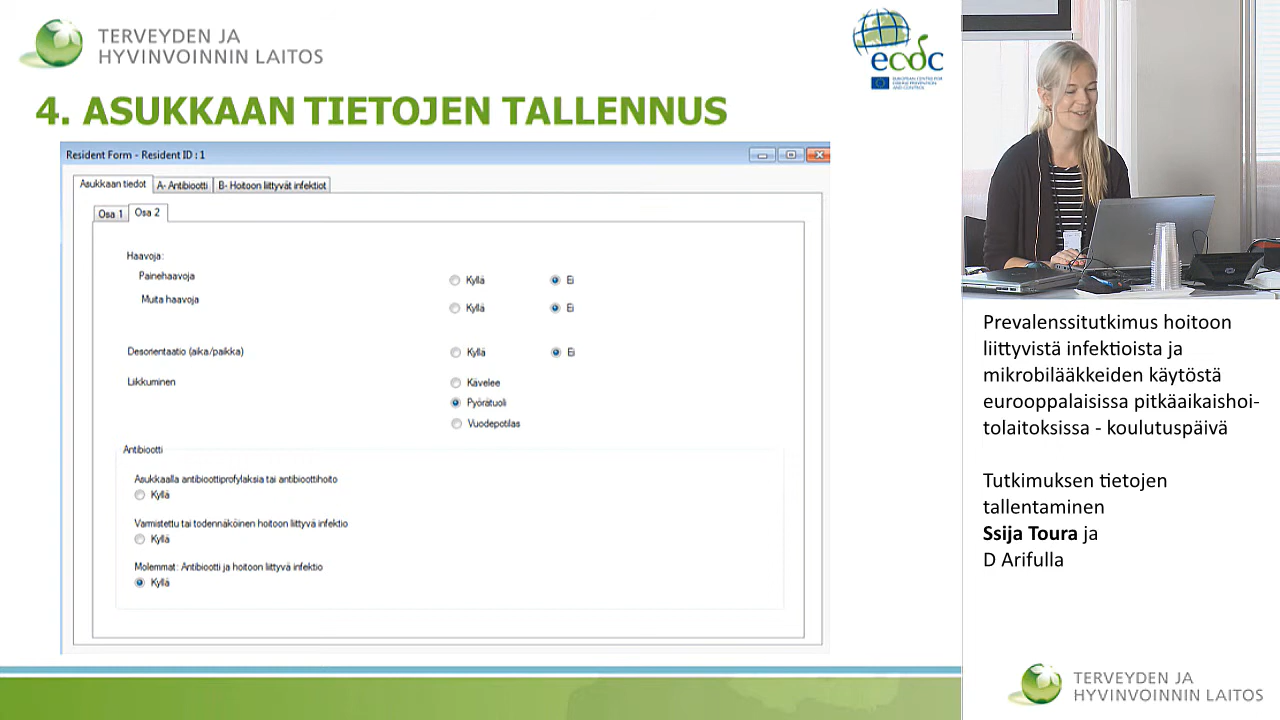 TERVEYDEN JA
HYVINVOINNIN LAITOS
ecdc
EUROPEAN CENTRE FOR
DISEASE PREVENTION
AND CONTROL
4. ASUKKAAN TIETOJEN TALLENNUS
Resident Form - Resident ID : 1
Asukkaan tiedot
A- Antibiootti
B- Hoitoon liittyvät infektiot
Osa 1
Osa 2
Haavoja:
Painehaavoja
Kyllä
Ei
Muita haavoja
Kyllä
Ei
Desorientaatio (aika/paikka)
Kyllä
Ei
Liikkuminen
Kävelee
Pyörätuoli
Vuodepotilas
Antibiootti
Asukkaalla antibioottiprofylaksia tai antibioottihoito
Kyllä
Varmistettu tai todennäköinen hoitoon liittyvä infektio
Kyllä
Molemmat: Antibiootti ja hoitoon liittyvä infektio
Kyllä
Prevalenssitutkimus hoitoon
liittyvistä infektioista ja
mikrobilääkkeiden käytöstä
eurooppalaisissa pitkäaikaishoi-
tolaitoksissa - koulutuspäivä
Tutkimuksen tietojen
tallentaminen
Ssija Toura ja
D Arifulla
TERVEYDEN JA
HYVINVOINNIN LAITOS